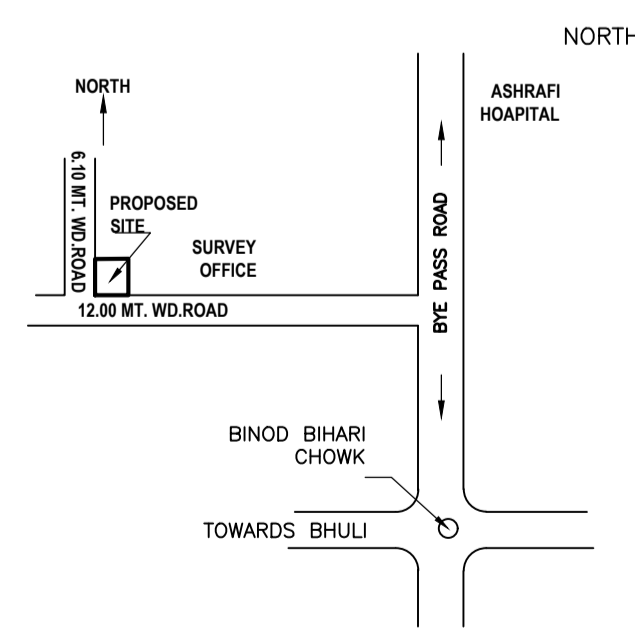 NORTH
NORTH
ASHRAFI
HOAPITAL
6.10 MT. WD.ROAD
PROPOSED
SITE
SURVEY
OFFICE
BYE PASS ROAD
12.00 MT. WD.ROAD
BINOD BIHARI
CHOWK
TOWARDS BHULI